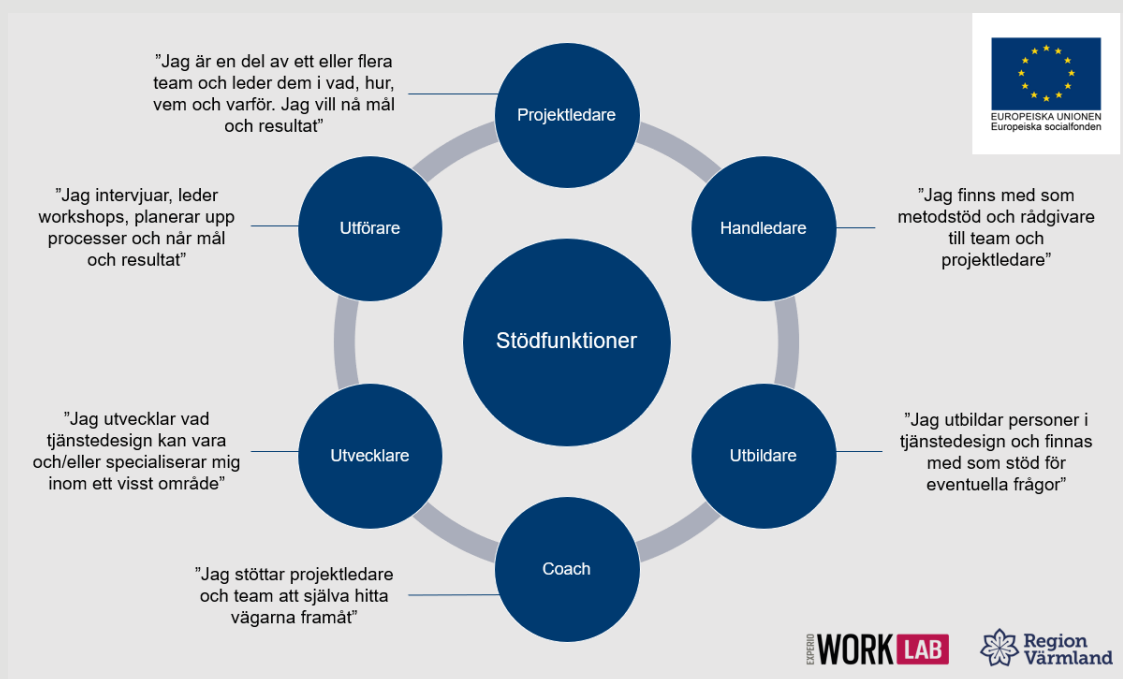 ”Jag är en del av ett eller flera
team och leder dem i vad, hur,
vem och varför. Jag vill nå mål
och resultat”
Projektledare
EUROPEISKA UNIONEN
Europeiska socialfonden
”Jag intervjuar, leder
workshops, planerar upp
processer och når mål
och resultat”
Utförare
Handledare
”Jag finns med som
metodstöd och rådgivare
till team och
projektledare”
Stödfunktioner
”Jag utvecklar vad
tjänstedesign kan vara
och/eller specialiserar mig
inom ett visst område”
Utvecklare
Utbildare
”Jag utbildar personer i
tjänstedesign och finnas
med som stöd för
eventuella frågor”
”Jag stöttar projektledare
och team att själva hitta
vägarna framåt”
Coach
EXPERIO
WORK LAB
Region
Värmland